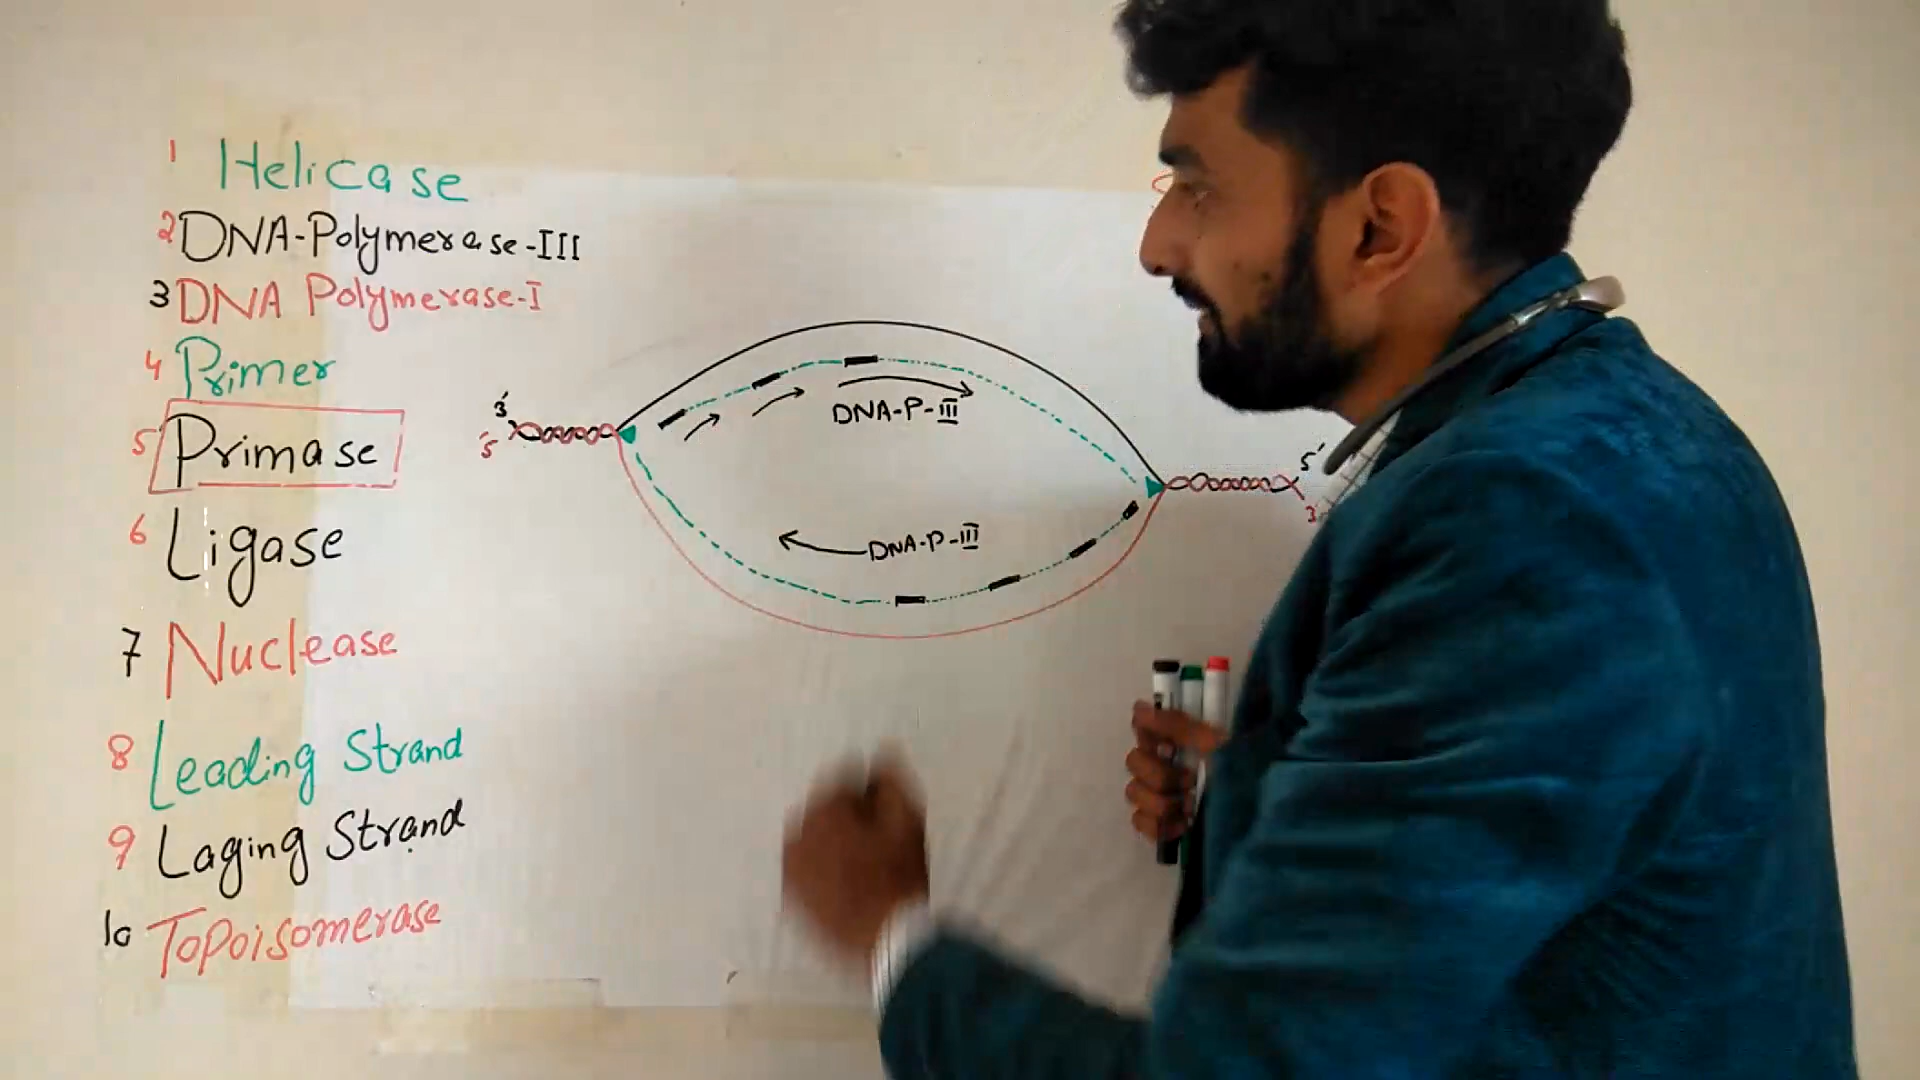 1 Helicase
2 DNA-Polymerase-III
3 DNA Polymerase-I
4 Primer
5 Primase
6 Ligase
7 Nuclease
8 Leading Strand
9 Laging Strand
10 Topoisomerase
3'
5'
DNA-P-III
DNA-P-III
5'
3'